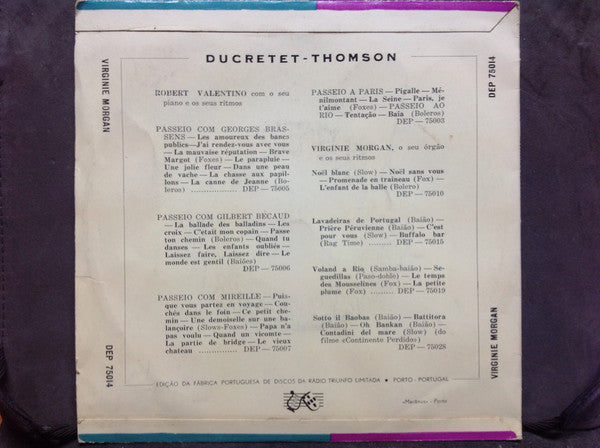 DUCRETET-THOMSON
VIRGINIE MORGAN
DEP 75014
ROBERT VALENTINO com o seu
piano e os seus ritmos
PASSEIO COM GEORGES BRAS-
SENS — Les amoureux des bancs
publics—J'ai rendez-vous avec vous
— La mauvaise réputation — Brave
Margot (Foxes) — Le parapluie —
Une jolie fleur — Dans une peau
de vache — La chasse aux papil-
lons — La canne de Jeanne (Bo-
leros) .................... DEP — 75005
PASSEIO COM GILBERT BECAUD
— La ballade des balladins — Les
croix — C'etait mon copain — Passe
ton chemin (Boleros) — Quand tu
danses — Les enfants oubliés —
Laissez faire, Laissez dire — Le
monde est gentil (Baiões)
DEP — 75006
PASSEIO COM MIREILLE — Puis-
que vous partez en voyage — Cou-
chés dans le foin — Ce petit che-
min — Une demoiselle sur une ba-
lançoire (Slows-Foxes) — Papa n'a
pas voulu — Quand un vicomte —
La partie de bridge — Le vieux
chateau .................. DEP — 75007
PASSEIO A PARIS — Pigalle — Mé-
nilmontant — La Seine — Paris, je
t'aime (Foxes) — PASSEIO AO
RIO — Tentação — Baía (Boleros)
DEP — 75003
VIRGINIE MORGAN, o seu órgão
e os seus ritmos
Noël blanc (Slow) — Noël sans vous
— Promenade en traineau (Fox) —
L'enfant de la balle (Bolero)
DEP — 75010
Lavadeiras de Portugal (Baião) —
Prière Péruvienne (Baião) — C'est
pour vous (Slow) — Buffalo bar
(Rag Time) .......... DEP — 75015
Voland a Rio (Samba-baião) — Se-
guedillas (Paso-doble) — Le temps
des Mousselines (Fox) — La petite
plume (Fox) ......... DEP — 75019
Sotto il Baobas (Baião) — Battitora
(Baião) — Oh Bankan (Baião) —
Contadini del mare (Slow) (do
filme «Continente Perdido»)
DEP — 75028
DEP 75014
VIRGINIE MORGAN
EDIÇÃO DA FÁBRICA PORTUGUESE DE DISCOS DA RÁDIO TRIUNFO LIMITADA • PORTO - PORTUGAL
«Marânus» - Porto